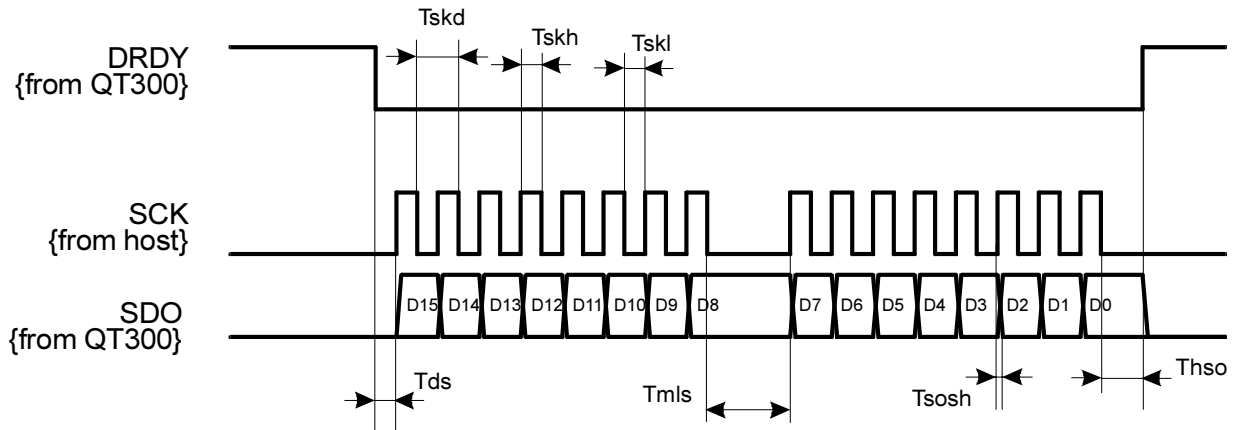 Tskd
Tskh
Tskl
DRDY
{from QT300}
SCK
{from host}
SDO
{from QT300}
D15 D14 D13 D12 D11 D10 D9 D8 D7 D6 D5 D4 D3 D2 D1 D0
Tds
Tmls
Tsosh
Thso